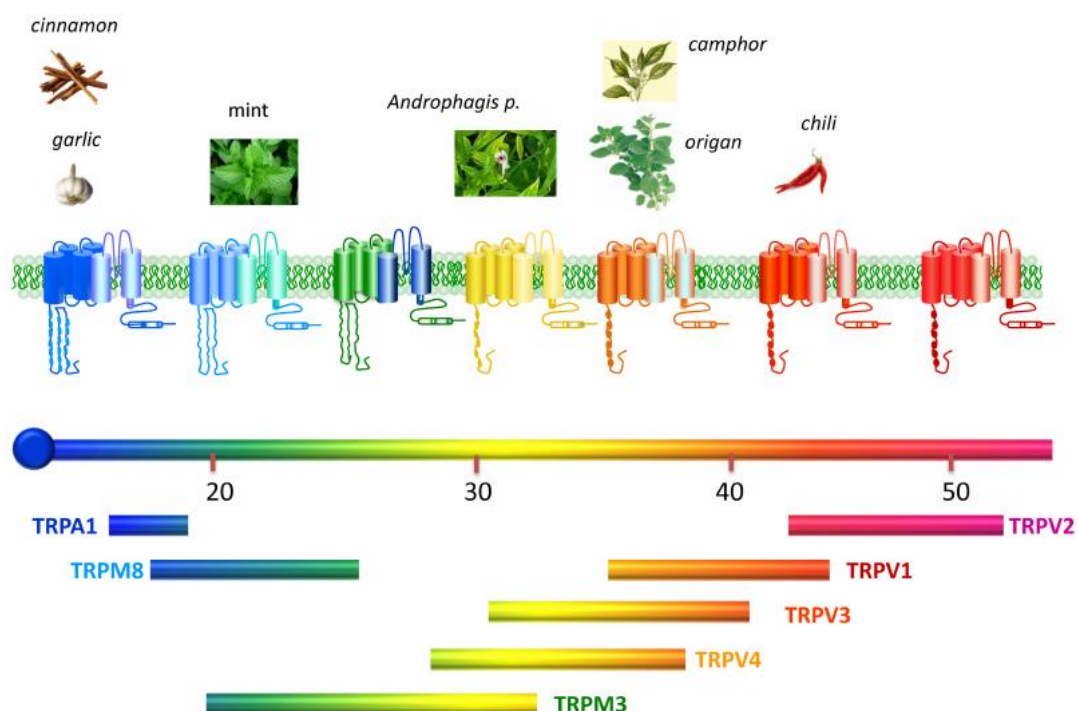 cinnamon
garlic
mint
Androphagis p.
camphor
origan
chili
20 30 40 50
TRPA1
TRPV2
TRPM8
TRPV1
TRPV3
TRPV4
TRPM3